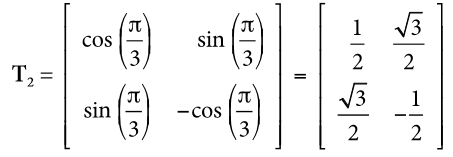 T₂ = [ cos(π/3) sin(π/3) ] = [ 1/2 √3/2 ]
[ sin(π/3) −cos(π/3) ] [ √3/2 −1/2 ]